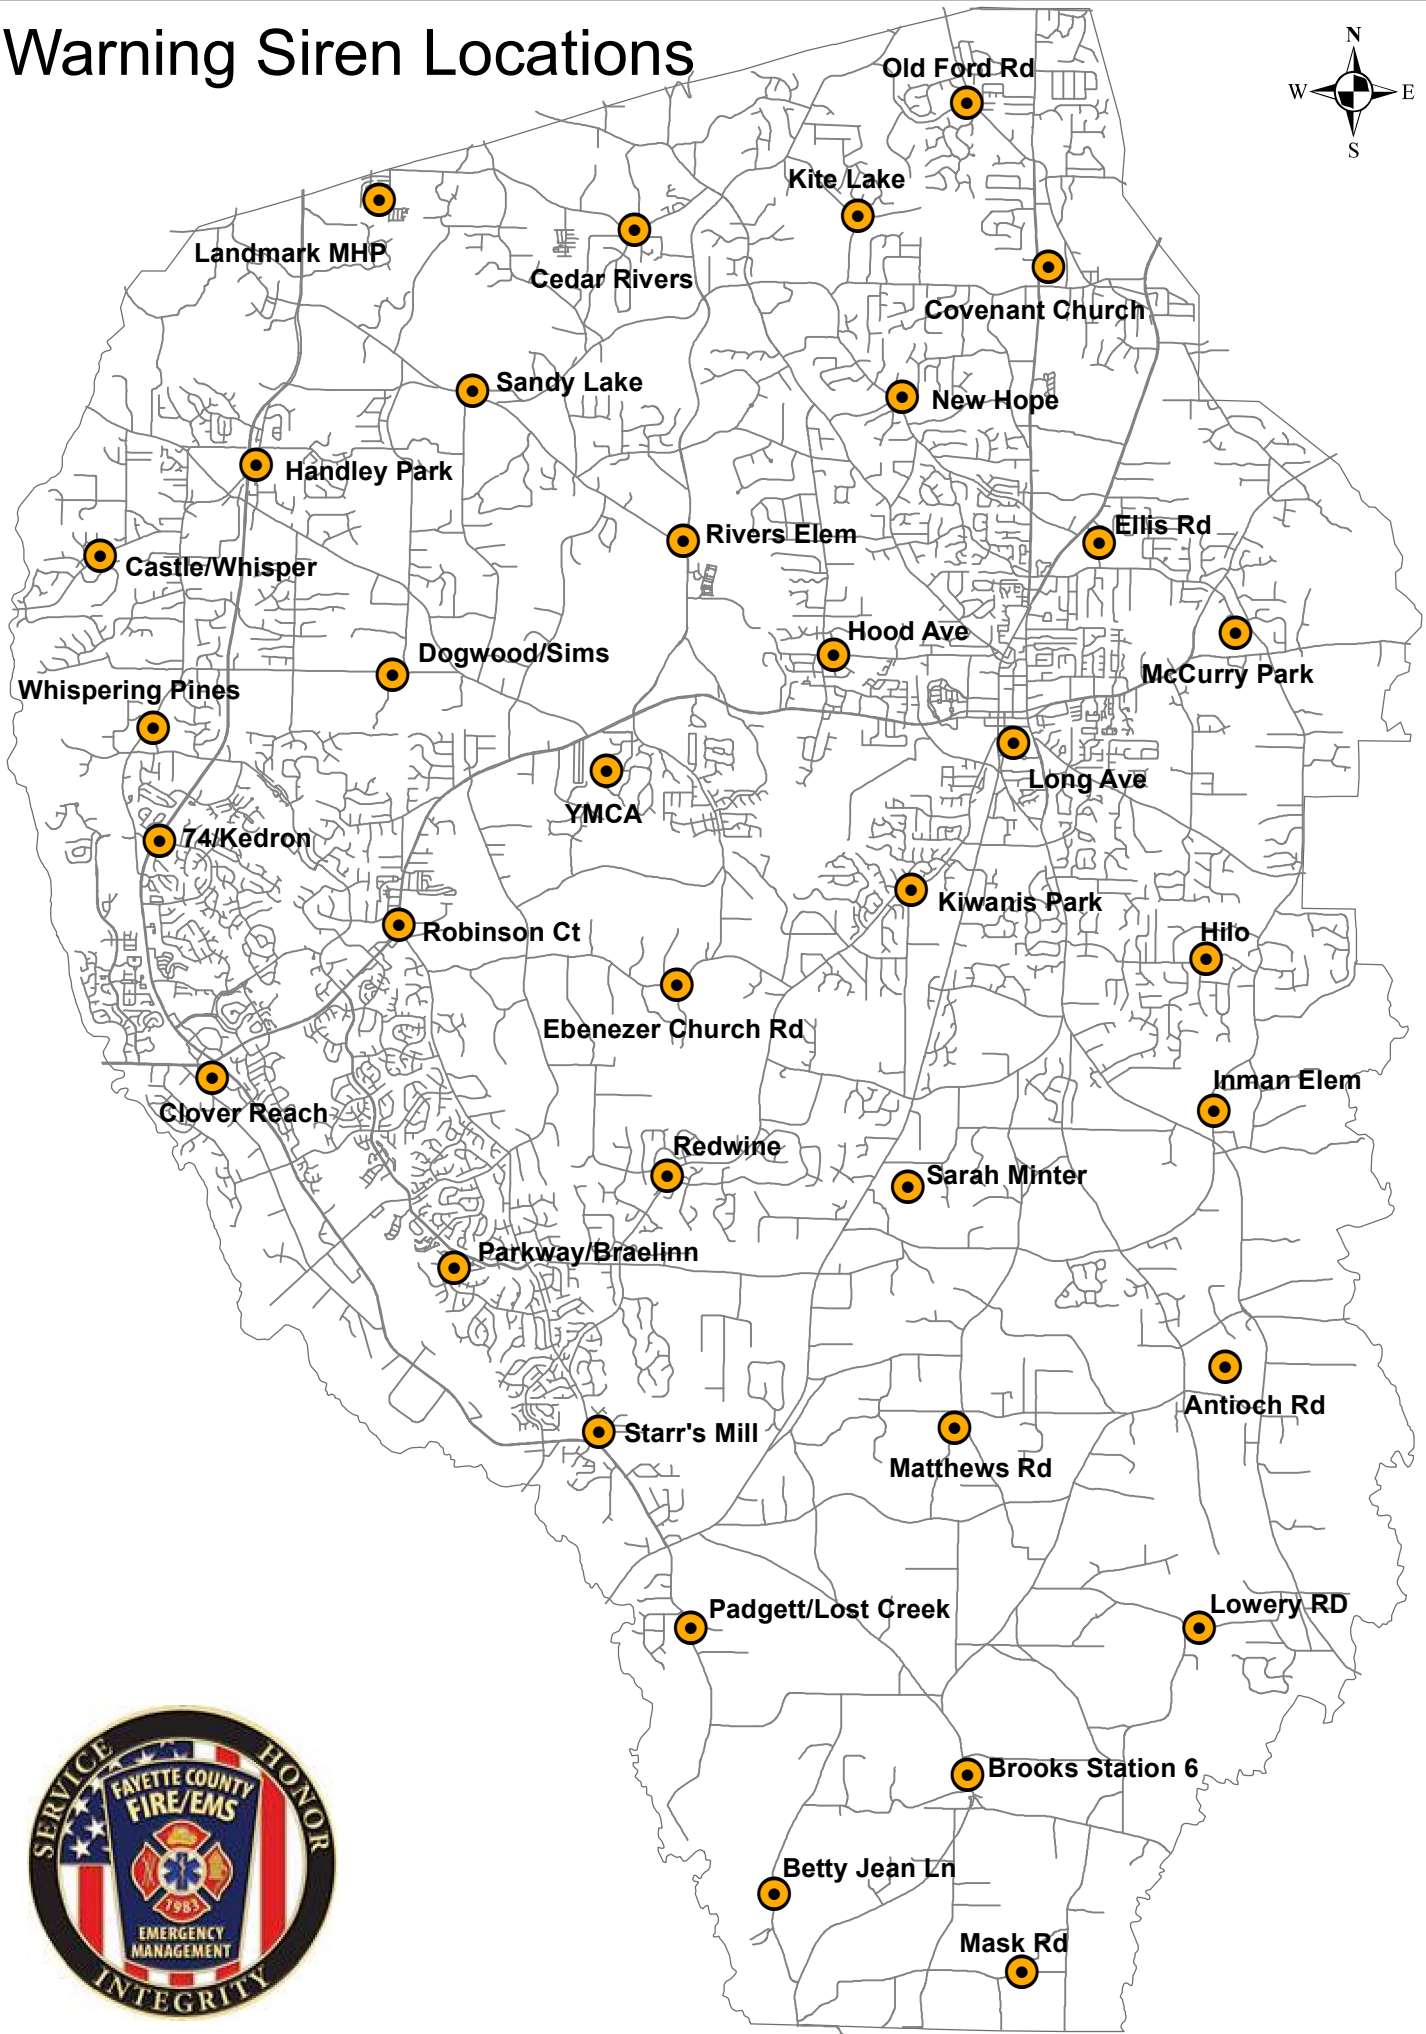 Warning Siren Locations
N
W
E
S
Old Ford Rd
Kite Lake
Landmark MHP
Cedar Rivers
Covenant Church
Sandy Lake
New Hope
Handley Park
Ellis Rd
Rivers Elem
Castle/Whisper
Hood Ave
Dogwood/Sims
McCurry Park
Whispering Pines
Long Ave
YMCA
74/Kedron
Kiwanis Park
Robinson Ct
Hilo
Ebenezer Church Rd
Inman Elem
Clover Reach
Redwine
Sarah Minter
Parkway/Braelinn
Antioch Rd
Starr's Mill
Matthews Rd
Padgett/Lost Creek
Lowery RD
Brooks Station 6
Betty Jean Ln
Mask Rd
SERVICE
HONOR
FAYETTE COUNTY
FIRE/EMS
1983
EMERGENCY
MANAGEMENT
INTEGRITY